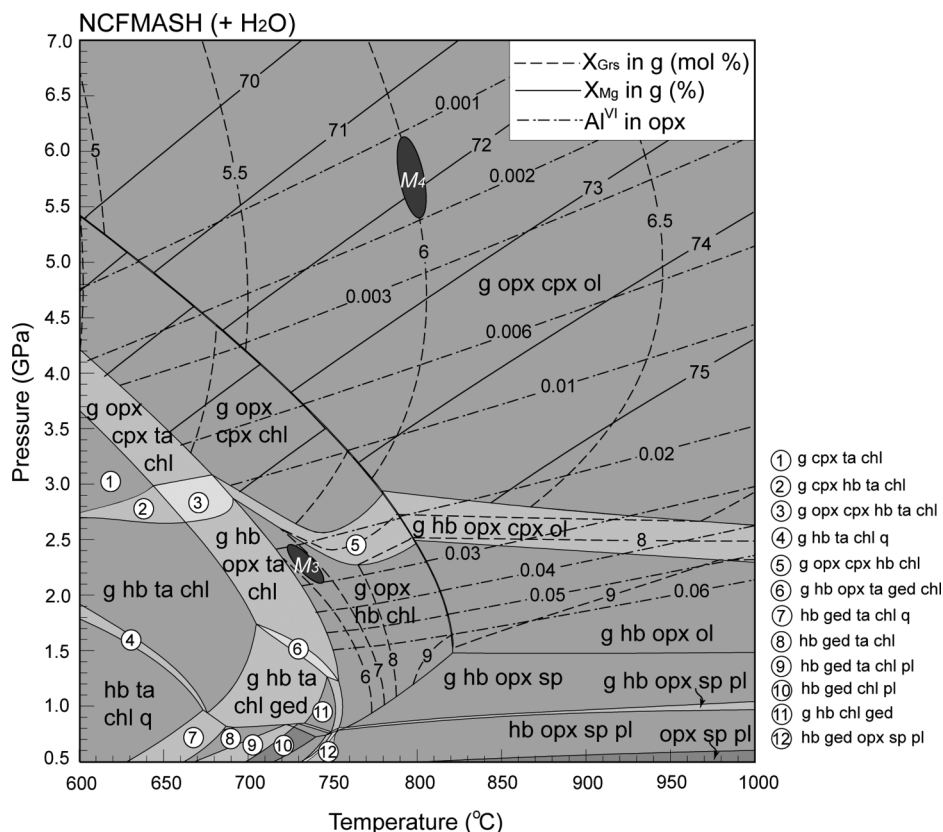 NCFMASH (+ H2O)
XGrs in g (mol %)
XMg in g (%)
AlVI in opx
Pressure (GPa)
7.0
6.0
5.0
4.0
3.0
2.5
2.0
1.5
1.0
0.5
600
650
700
750
800
850
900
950
1000
Temperature (°C)
70
71
72
73
74
75
5
5.5
6
6.5
0.001
0.002
0.003
0.006
0.01
0.02
0.03
0.04
0.05
0.06
6
7
8
9
8
9
M4
M3
g opx cpx ol
g opx
cpx ta
chl
g opx
cpx chl
g hb
opx ta
chl
g hb opx cpx ol
g opx
hb chl
g hb ta chl
g hb opx ol
g hb opx sp
g hb opx sp pl
hb ta
chl q
g hb ta
chl ged
hb opx sp pl
opx sp pl
1
2
3
4
5
6
7
8
9
10
11
12
1 g cpx ta chl
2 g cpx hb ta chl
3 g opx cpx hb ta chl
4 g hb ta chl q
5 g opx cpx hb chl
6 g hb opx ta ged chl
7 hb ged ta chl q
8 hb ged ta chl
9 hb ged ta chl pl
10 hb ged chl pl
11 g hb chl ged
12 hb ged opx sp pl